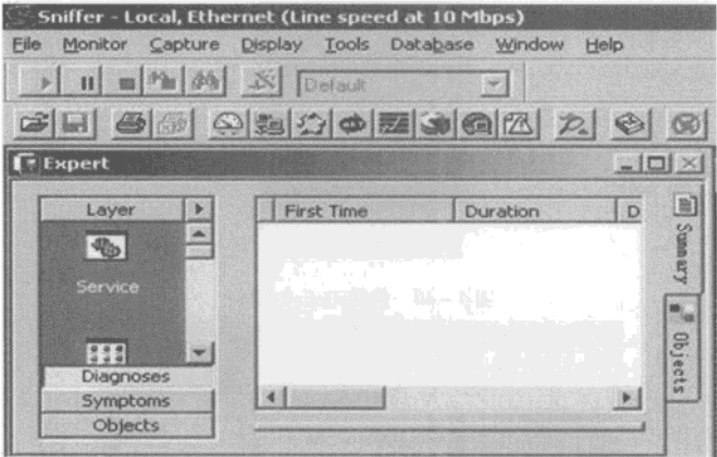 Sniffer - Local, Ethernet (Line speed at 10 Mbps)
File Monitor Capture Display Tools Database Window Help
Default
Expert
Layer
First Time Duration D
Service
Diagnoses
Symptoms
Objects
Summary
Objects